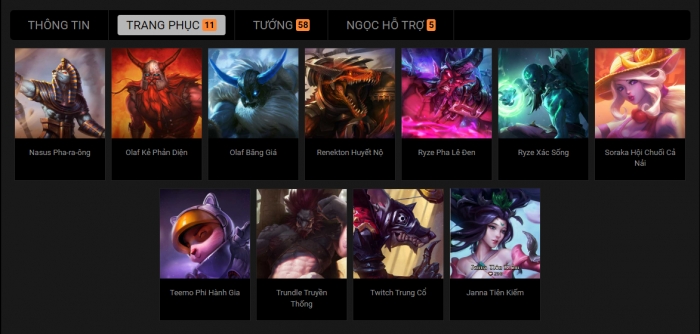 THÔNG TIN TRANG PHỤC 11 TƯỚNG 58 NGỌC HỖ TRỢ 5
Nasus Pha-ra-ông
Olaf Kẻ Phản Diện
Olaf Băng Giá
Renekton Huyết Nộ
Ryze Pha Lê Đen
Ryze Xác Sống
Soraka Hội Chuối Cả
Nải
Teemo Phi Hành Gia
Trundle Truyền
Thống
Twitch Trung Cổ
Janna Tiên Kiếm